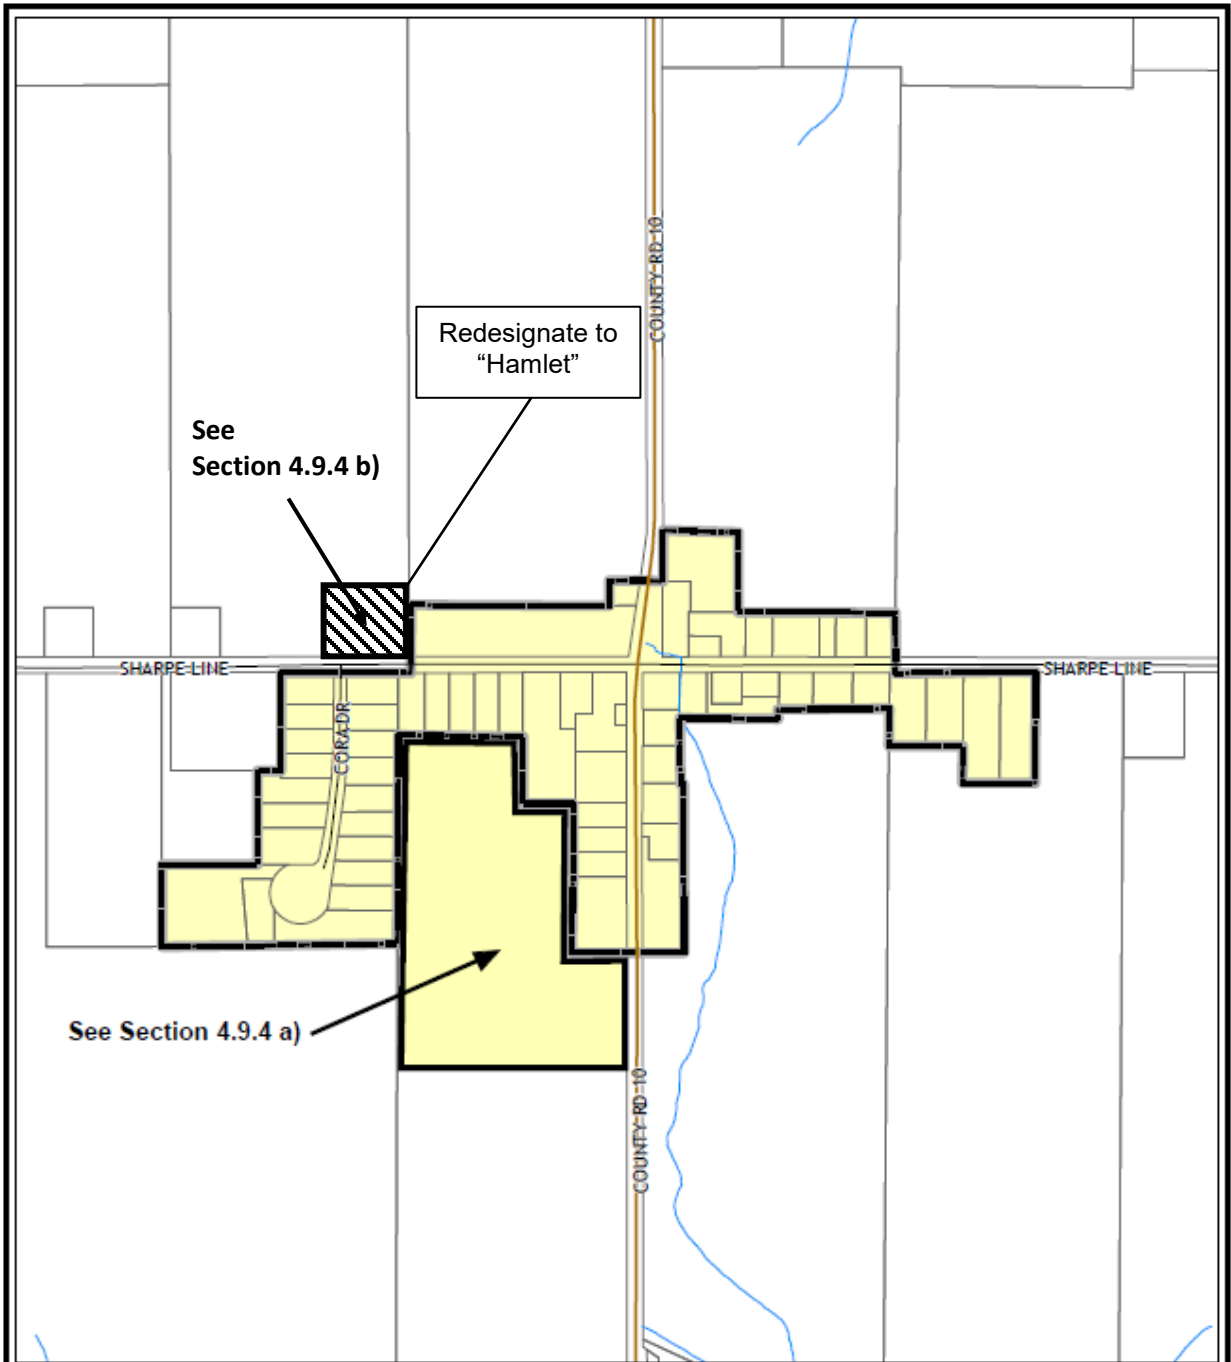 COUNTY RD 10
Redesignate to
“Hamlet”
See
Section 4.9.4 b)
SHARPE LINE
SHARPE LINE
CORA DR
See Section 4.9.4 a)
COUNTY RD 10